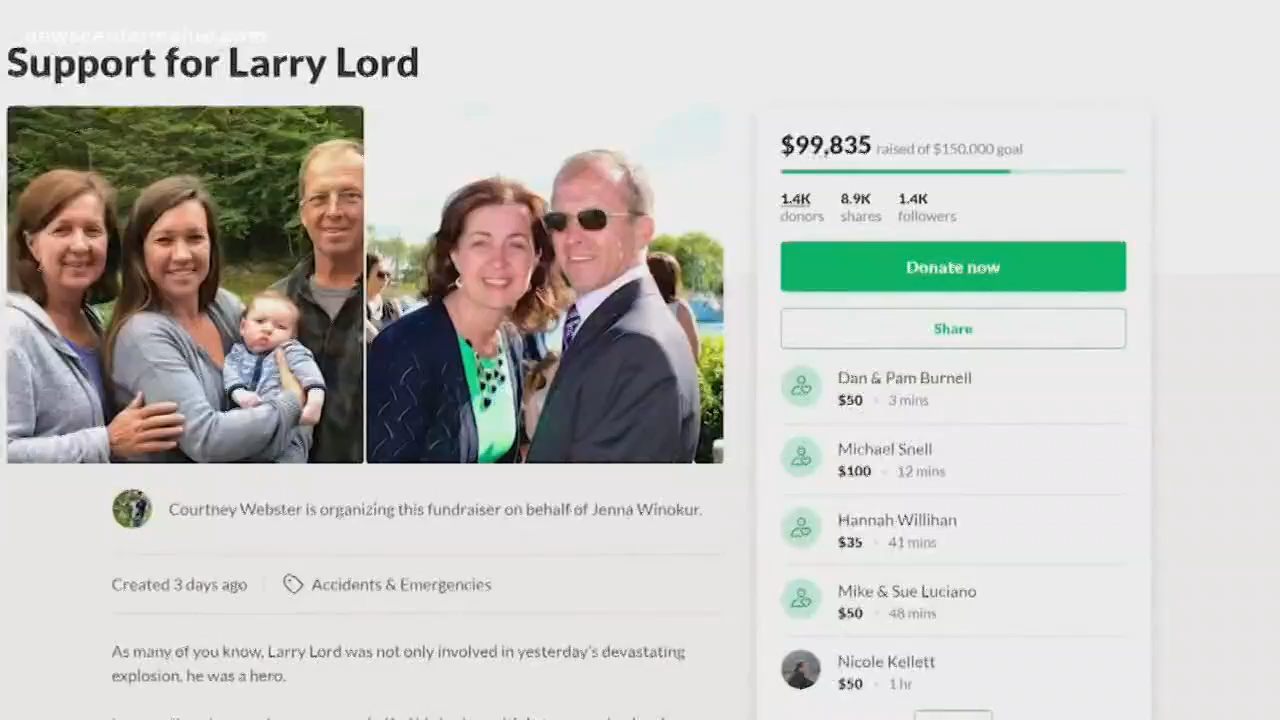 newscentermaine.com
Support for Larry Lord
$99,835 raised of $150,000 goal
1.4K 8.9K 1.4K
donors shares followers
Donate now
Share
Dan & Pam Burnell
$50 • 3 mins
Michael Snell
$100 • 12 mins
Hannah Willihan
$35 • 41 mins
Mike & Sue Luciano
$50 • 48 mins
Nicole Kellett
$50 • 1 hr
Courtney Webster is organizing this fundraiser on behalf of Jenna Winokur.
Created 3 days ago
Accidents & Emergencies
As many of you know, Larry Lord was not only involved in yesterday's devastating
explosion, he was a hero.